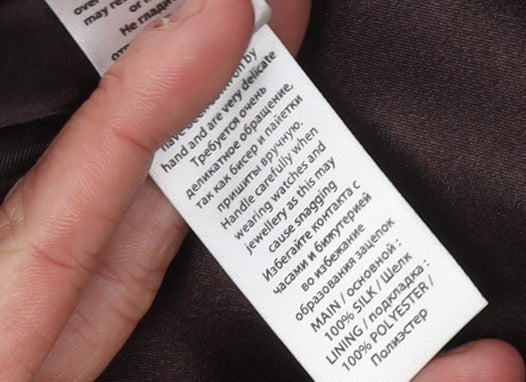 may re
Не глади
or
hand and are very delicate
Требуется очень
деликатное обращение,
так как бисер и пайетки
пришиты вручную.
Handle carefully when
wearing watches and
jewellery as this may
cause snagging
Избегайте контакта с
часами и бижутерией
во избежание
образования зацепок
MAIN / основной :
100% SILK / Шелк
LINING / подкладка :
100% POLYESTER /
Полиэстер